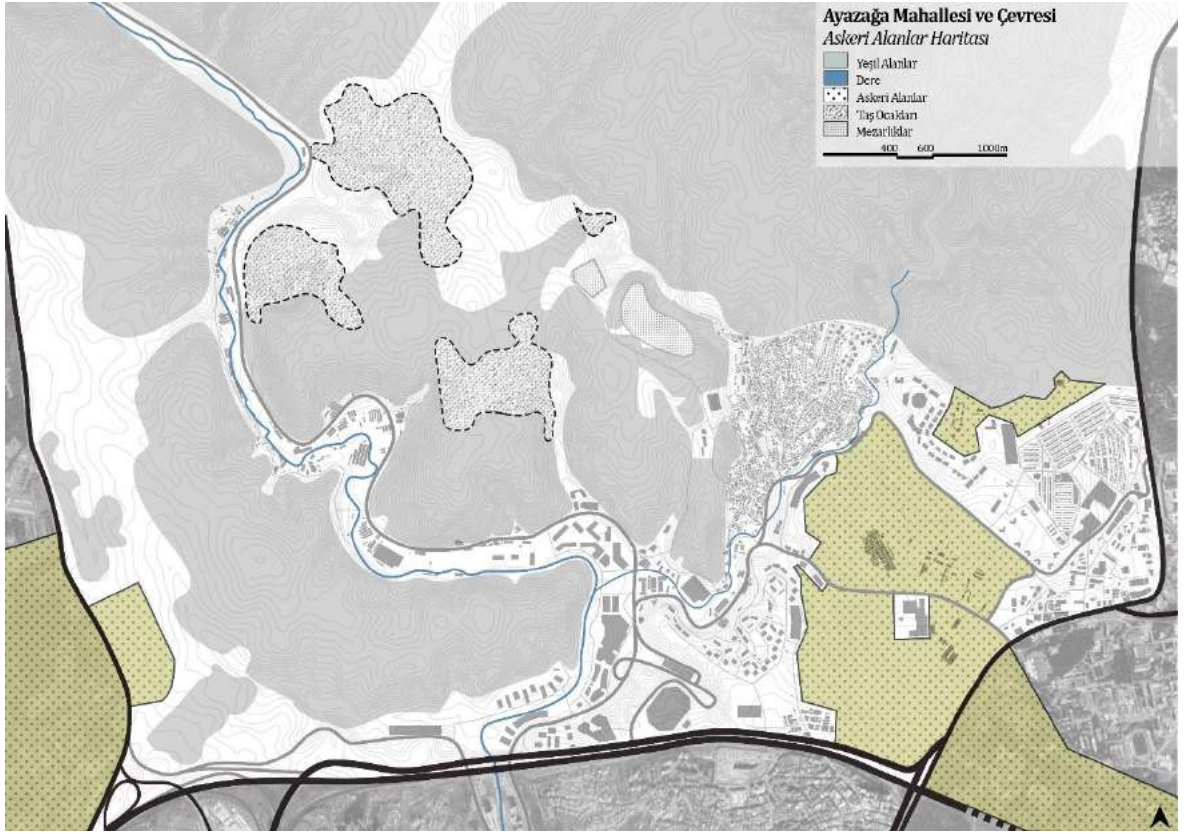 Ayazağa Mahallesi ve Çevresi
Askeri Alanlar Haritası
Yeşil Alanlar
Dere
Askeri Alanlar
Taş Ocakları
Mezarlıklar
400 600 1000m